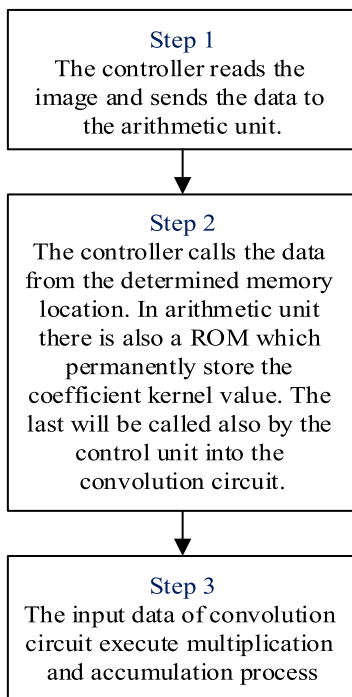 Step 1
The controller reads the
image and sends the data to
the arithmetic unit.
Step 2
The controller calls the data
from the determined memory
location. In arithmetic unit
there is also a ROM which
permanently store the
coefficient kernel value. The
last will be called also by the
control unit into the
convolution circuit.
Step 3
The input data of convolution
circuit execute multiplication
and accumulation process